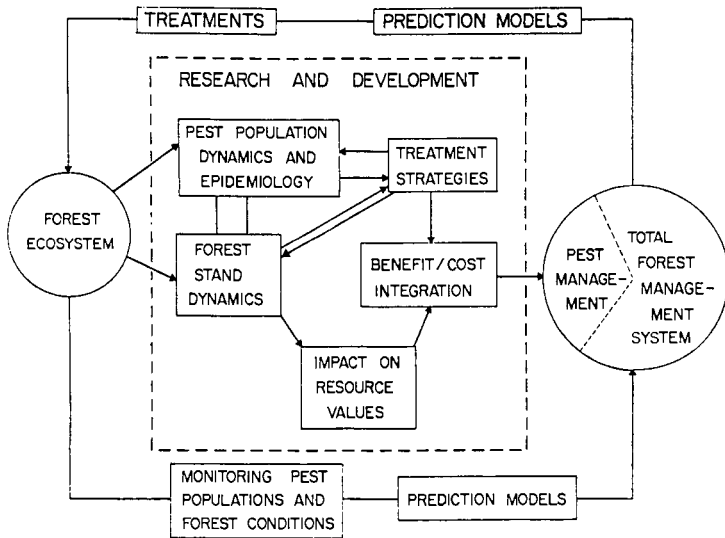 TREATMENTS
PREDICTION MODELS
RESEARCH AND DEVELOPMENT
PEST POPULATION
DYNAMICS AND
EPIDEMIOLOGY
TREATMENT
STRATEGIES
FOREST
ECOSYSTEM
FOREST
STAND
DYNAMICS
BENEFIT/COST
INTEGRATION
PEST
MANAGE-
MENT
TOTAL
FOREST
MANAGE-
MENT
SYSTEM
IMPACT ON
RESOURCE
VALUES
MONITORING PEST
POPULATIONS AND
FOREST CONDITIONS
PREDICTION MODELS